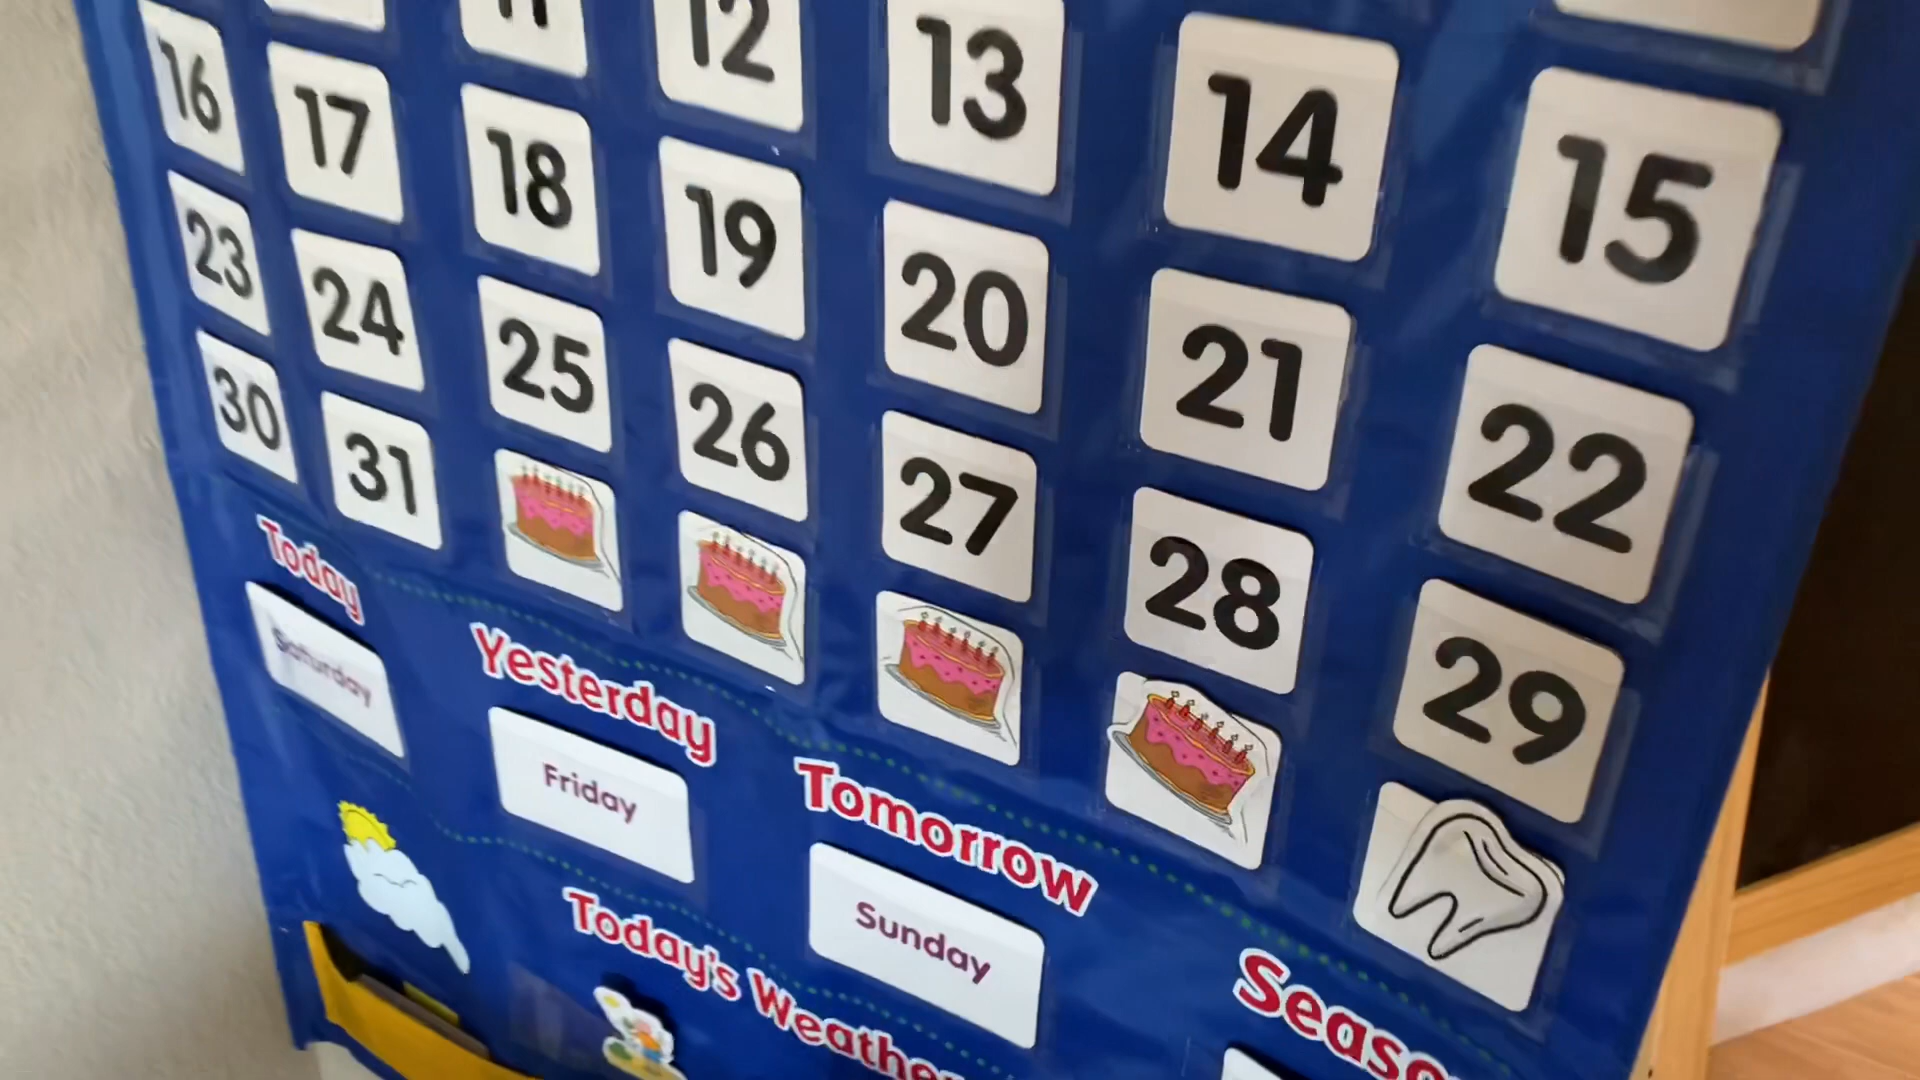 11 12 13 14 15
16 17 18 19 20 21 22
23 24 25 26 27 28 29
30 31
Today
Saturday
Yesterday
Friday
Tomorrow
Sunday
Today's Weather